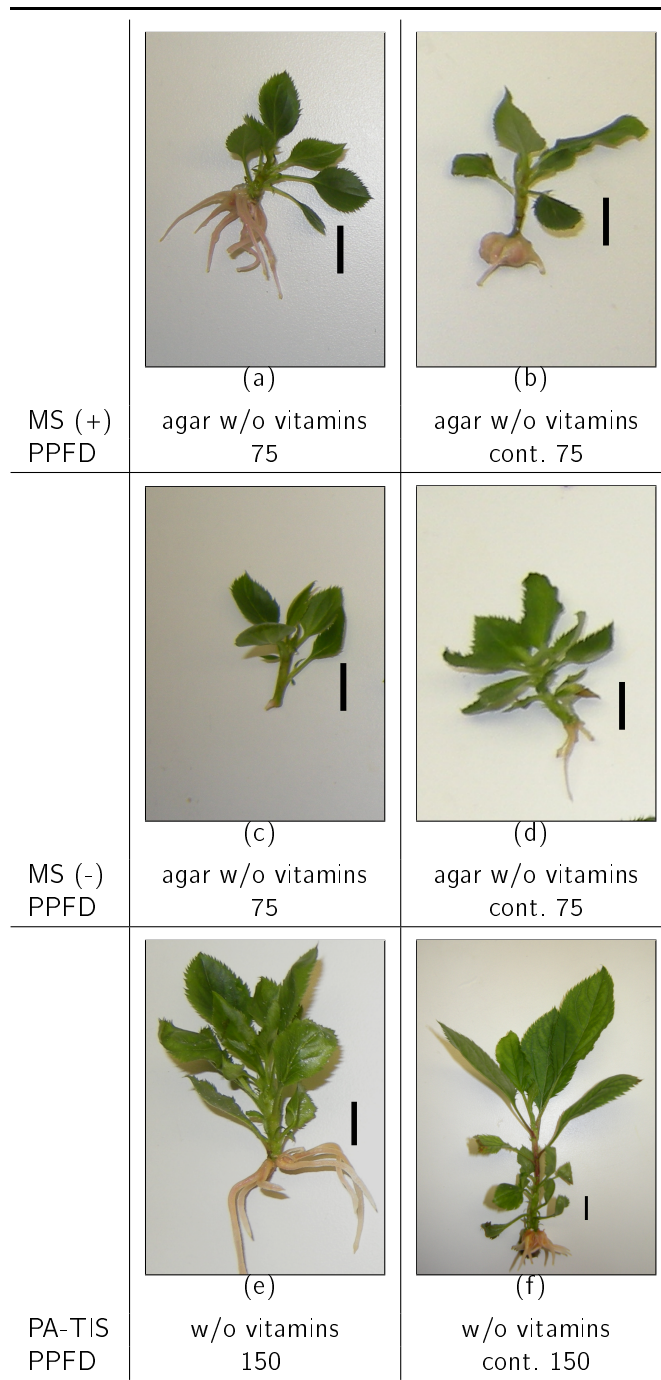 (a) (b)
MS (+) agar w/o vitamins agar w/o vitamins
PPFD 75 cont. 75
(c) (d)
MS (-) agar w/o vitamins agar w/o vitamins
PPFD 75 cont. 75
(e) (f)
PA-TIS w/o vitamins w/o vitamins
PPFD 150 cont. 150